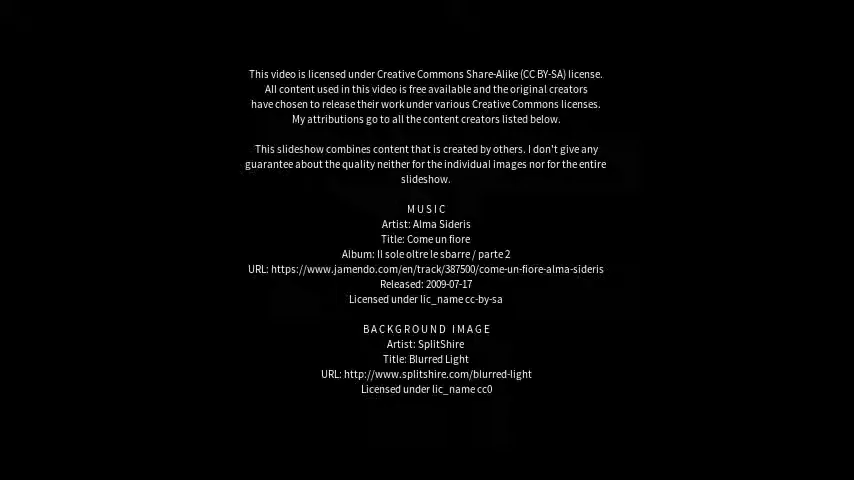 This video is licensed under Creative Commons Share-Alike (CC BY-SA) license.
All content used in this video is free available and the original creators
have chosen to release their work under various Creative Commons licenses.
My attributions go to all the content creators listed below.
This slideshow combines content that is created by others. I don't give any
guarantee about the quality neither for the individual images nor for the entire
slideshow.
MUSIC
Artist: Alma Sideris
Title: Come un fiore
Album: Il sole oltre le sbarre / parte 2
URL: https://www.jamendo.com/en/track/387500/come-un-fiore-alma-sideris
Released: 2009-07-17
Licensed under lic_name cc-by-sa
BACKGROUND IMAGE
Artist: SplitShire
Title: Blurred Light
URL: http://www.splitshire.com/blurred-light
Licensed under lic_name cc0